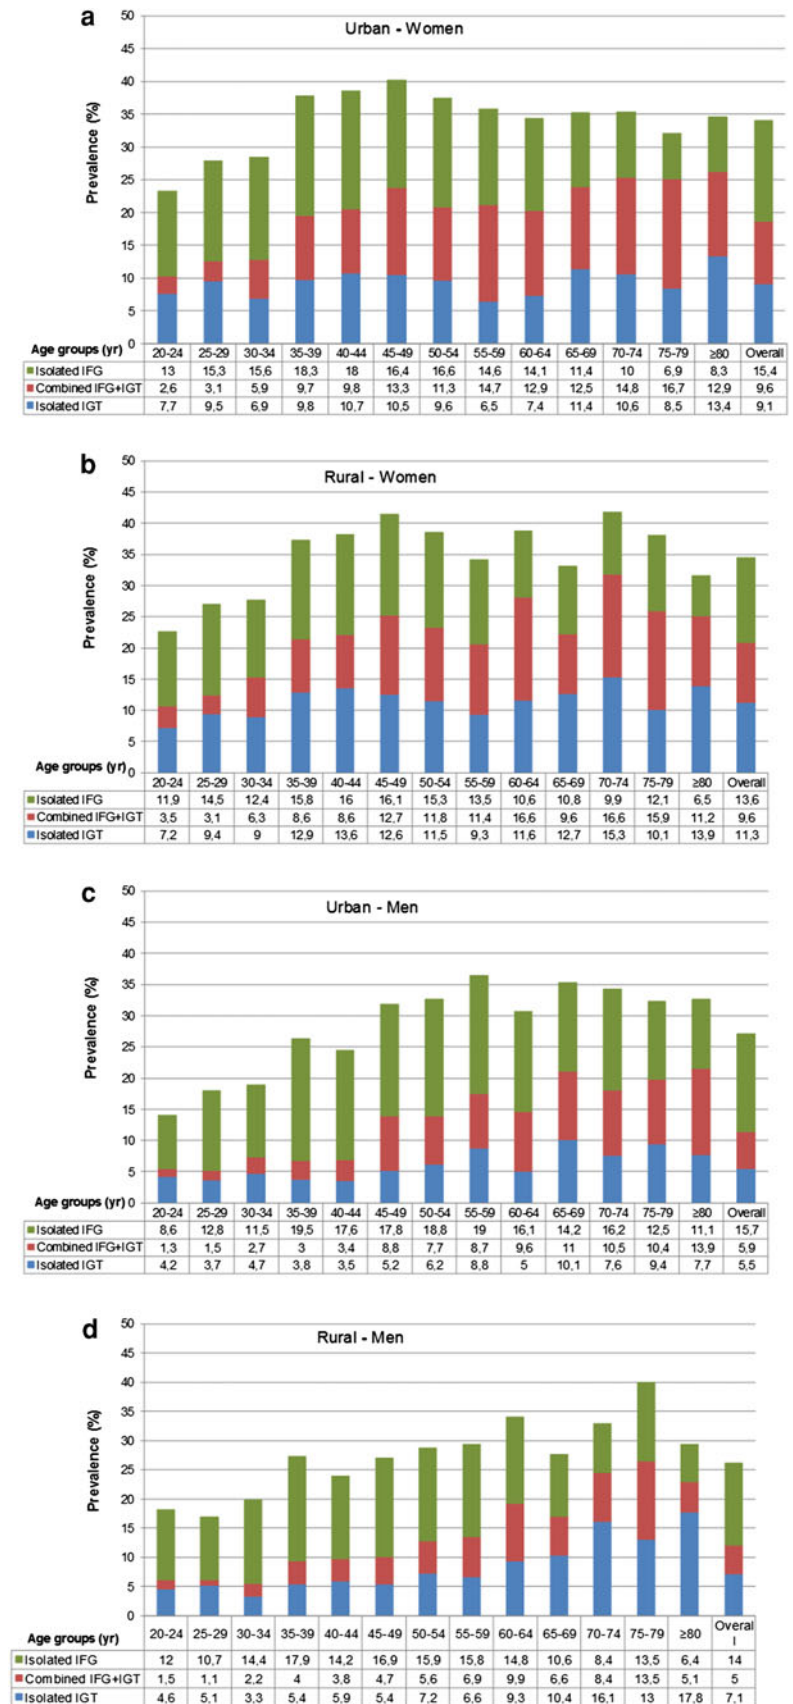 a
Urban - Women
Prevalence (%)
50
45
40
35
30
25
20
15
10
5
0
Age groups (yr) 20-24 25-29 30-34 35-39 40-44 45-49 50-54 55-59 60-64 65-69 70-74 75-79 ≥80 Overall
Isolated IFG 13 15,3 15,6 18,3 18 16,4 16,6 14,6 14,1 11,4 10 6,9 8,3 15,4
Combined IFG+IGT 2,6 3,1 5,9 9,7 9,8 13,3 11,3 14,7 12,9 12,5 14,8 16,7 12,9 9,6
Isolated IGT 7,7 9,5 6,9 9,8 10,7 10,5 9,6 6,5 7,4 11,4 10,6 8,5 13,4 9,1
b
Rural - Women
Prevalence (%)
50
45
40
35
30
25
20
15
10
5
0
Age groups (yr) 20-24 25-29 30-34 35-39 40-44 45-49 50-54 55-59 60-64 65-69 70-74 75-79 ≥80 Overall
Isolated IFG 11,9 14,5 12,4 15,8 16 16,1 15,3 13,5 10,6 10,8 9,9 12,1 6,5 13,6
Combined IFG+IGT 3,5 3,1 6,3 8,6 8,6 12,7 11,8 11,4 16,6 9,6 16,6 15,9 11,2 9,6
Isolated IGT 7,2 9,4 9 12,9 13,6 12,6 11,5 9,3 11,6 12,7 15,3 10,1 13,9 11,3
c
Urban - Men
Prevalence (%)
50
45
40
35
30
25
20
15
10
5
0
Age groups (yr) 20-24 25-29 30-34 35-39 40-44 45-49 50-54 55-59 60-64 65-69 70-74 75-79 ≥80 Overall
Isolated IFG 8,6 12,8 11,5 19,5 17,6 17,8 18,8 19 16,1 14,2 16,2 12,5 11,1 15,7
Combined IFG+IGT 1,3 1,5 2,7 3 3,4 8,8 7,7 8,7 9,6 11 10,5 10,4 13,9 5,9
Isolated IGT 4,2 3,7 4,7 3,8 3,5 5,2 6,2 8,8 5 10,1 7,6 9,4 7,7 5,5
d
Rural - Men
Prevalence (%)
50
45
40
35
30
25
20
15
10
5
0
Age groups (yr) 20-24 25-29 30-34 35-39 40-44 45-49 50-54 55-59 60-64 65-69 70-74 75-79 ≥80 Overal
l
Isolated IFG 12 10,7 14,4 17,9 14,2 16,9 15,9 15,8 14,8 10,6 8,4 13,5 6,4 14
Combined IFG+IGT 1,5 1,1 2,2 4 3,8 4,7 5,6 6,9 9,9 6,6 8,4 13,5 5,1 5
Isolated IGT 4,6 5,1 3,3 5,4 5,9 5,4 7,2 6,6 9,3 10,4 16,1 13 17,8 7,1